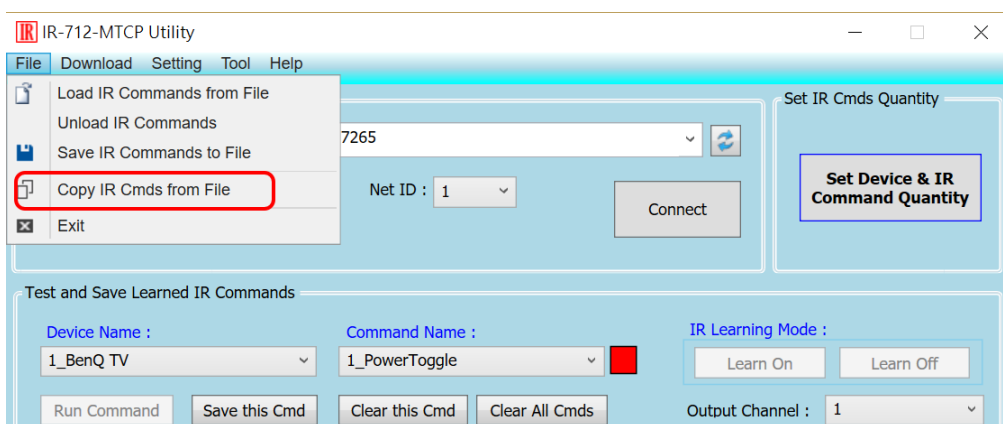 IR IR-712-MTCP Utility
File Download Setting Tool Help
Load IR Commands from File
Unload IR Commands
Save IR Commands to File
Copy IR Cmds from File
Exit
7265
Net ID : 1
Connect
Set IR Cmds Quantity
Set Device & IR
Command Quantity
Test and Save Learned IR Commands
Device Name : Command Name : IR Learning Mode :
1_BenQ TV 1_PowerToggle Learn On Learn Off
Run Command Save this Cmd Clear this Cmd Clear All Cmds Output Channel : 1